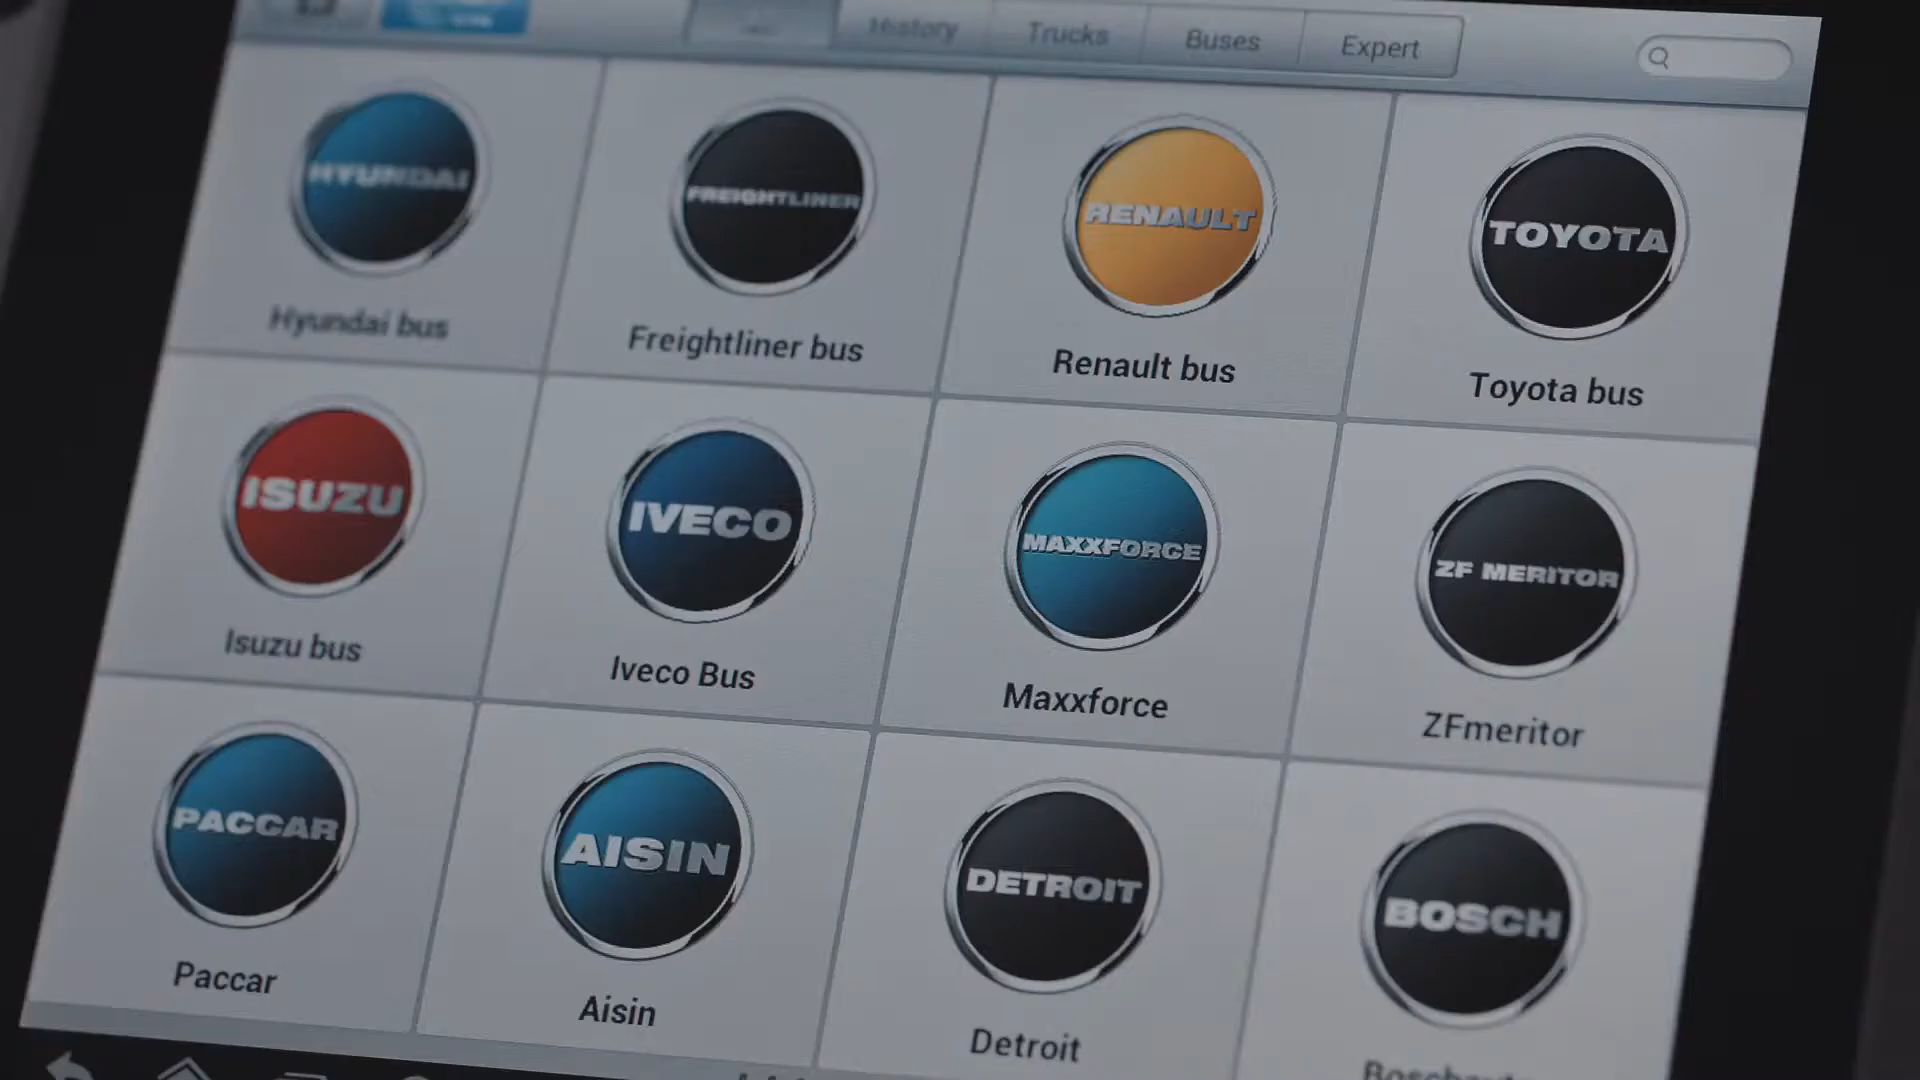 History Trucks Buses Expert
HYUNDAI FREIGHTLINER RENAULT TOYOTA
Hyundai bus Freightliner bus Renault bus Toyota bus
ISUZU IVECO MAXXFORCE ZF MERITOR
Isuzu bus Iveco Bus Maxxforce ZFmeritor
PACCAR AISIN DETROIT BOSCH
Paccar Aisin Detroit